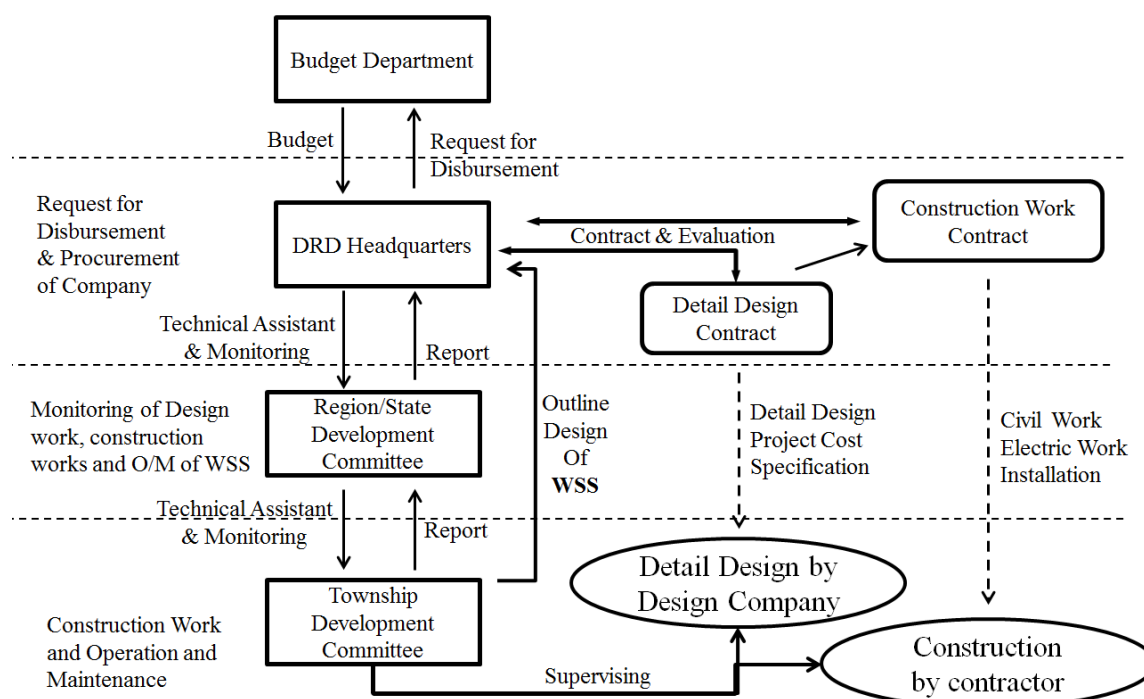 Budget Department
Budget
Request for
Disbursement
Request for
Disbursement
& Procurement
of Company
DRD Headquarters
Contract & Evaluation
Construction Work
Contract
Detail Design
Contract
Technical Assistant
& Monitoring
Report
Monitoring of Design
work, construction
works and O/M of WSS
Region/State
Development
Committee
Outline
Design
Of
WSS
Detail Design
Project Cost
Specification
Civil Work
Electric Work
Installation
Technical Assistant
& Monitoring
Report
Construction Work
and Operation and
Maintenance
Township
Development
Committee
Detail Design by
Design Company
Supervising
Construction
by contractor